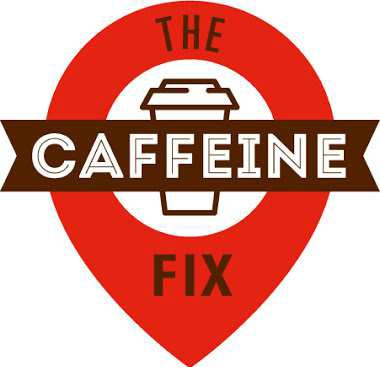 THE
CAFFEINE
FIX